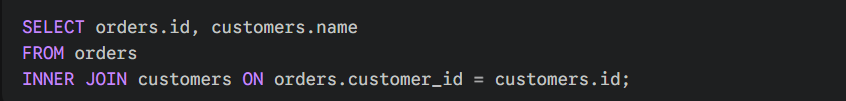 SELECT orders.id, customers.name
FROM orders
INNER JOIN customers ON orders.customer_id = customers.id;